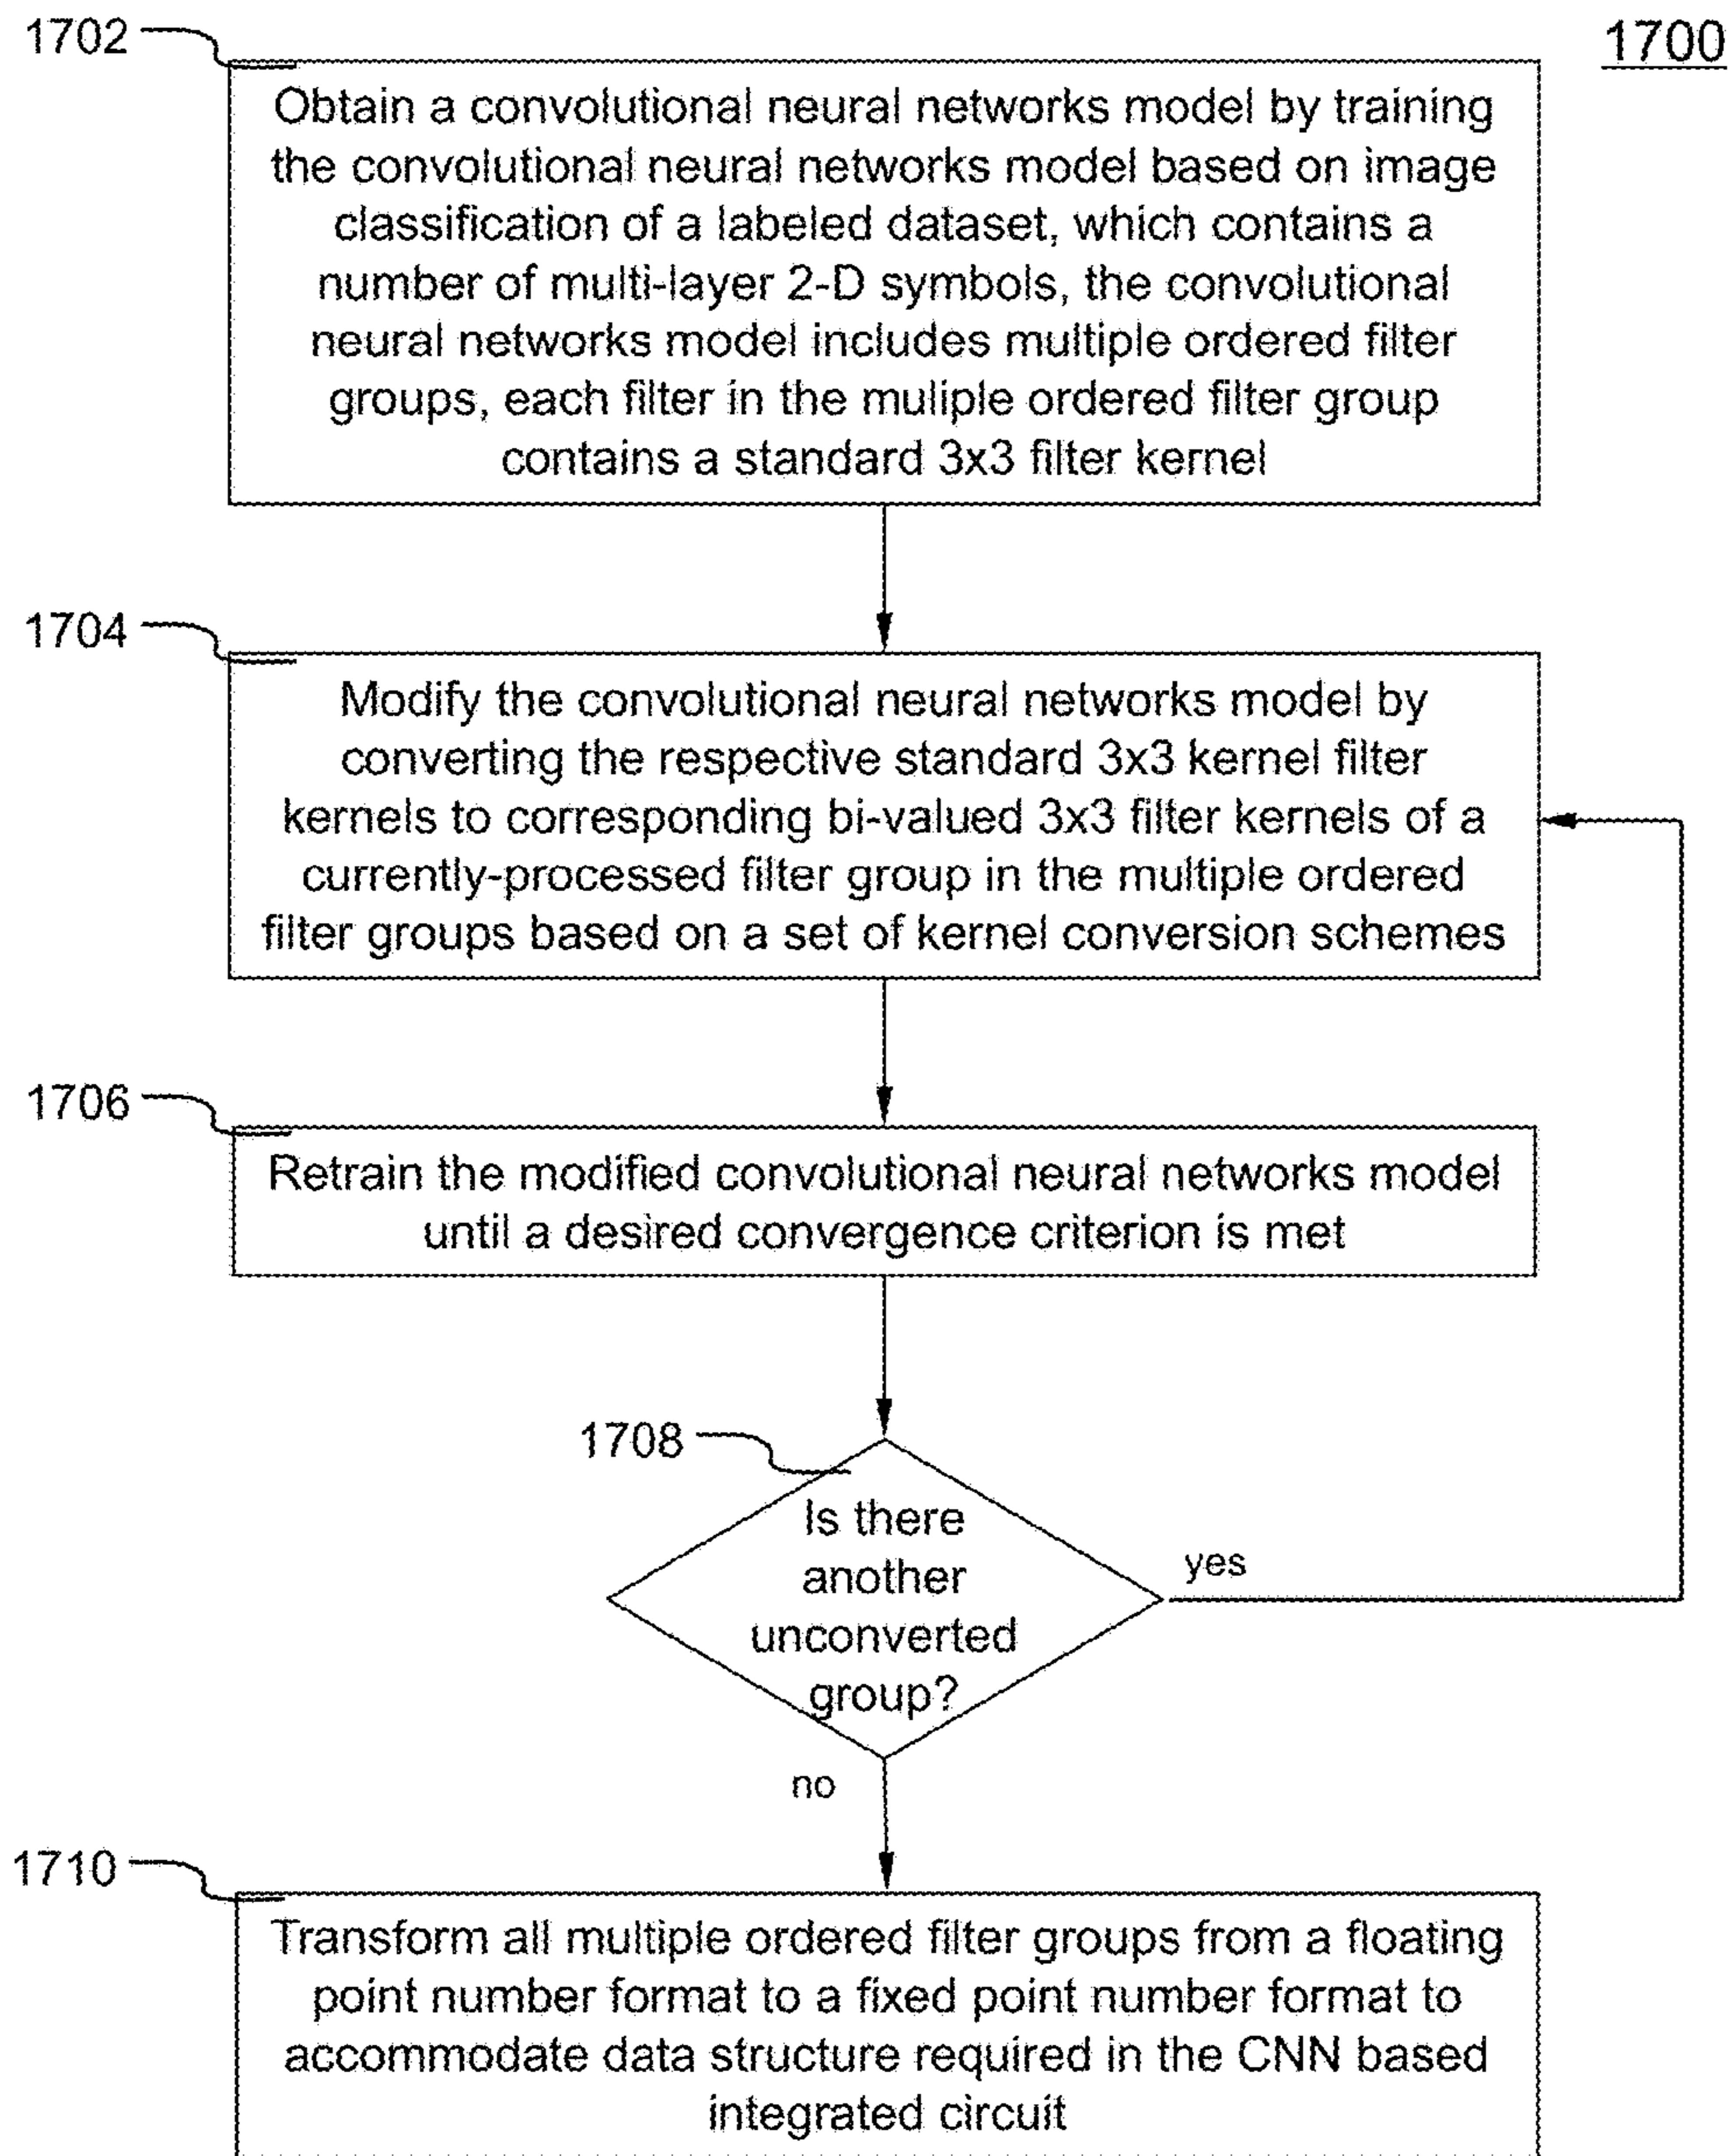 1700
1702
Obtain a convolutional neural networks model by training
the convolutional neural networks model based on image
classification of a labeled dataset, which contains a
number of multi-layer 2-D symbols, the convolutional
neural networks model includes multiple ordered filter
groups, each filter in the muliple ordered filter group
contains a standard 3x3 filter kernel
1704
Modify the convolutional neural networks model by
converting the respective standard 3x3 kernel filter
kernels to corresponding bi-valued 3x3 filter kernels of a
currently-processed filter group in the multiple ordered
filter groups based on a set of kernel conversion schemes
1706
Retrain the modified convolutional neural networks model
until a desired convergence criterion is met
1708
Is there
another
unconverted
group?
yes
no
1710
Transform all multiple ordered filter groups from a floating
point number format to a fixed point number format to
accommodate data structure required in the CNN based
integrated circuit